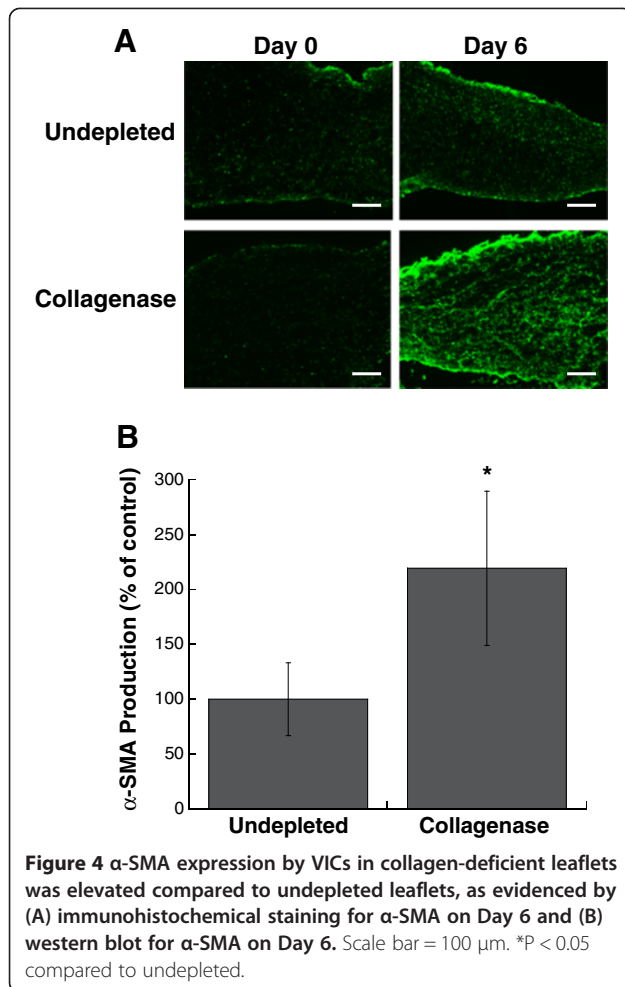 A
Day 0 Day 6
Undepleted
Collagenase
B
α-SMA Production (% of control)
300
250
200
150
100
50
0
*
Undepleted Collagenase
Figure 4 α-SMA expression by VICs in collagen-deficient leaflets
was elevated compared to undepleted leaflets, as evidenced by
(A) immunohistochemical staining for α-SMA on Day 6 and (B)
western blot for α-SMA on Day 6. Scale bar = 100 μm. *P < 0.05
compared to undepleted.